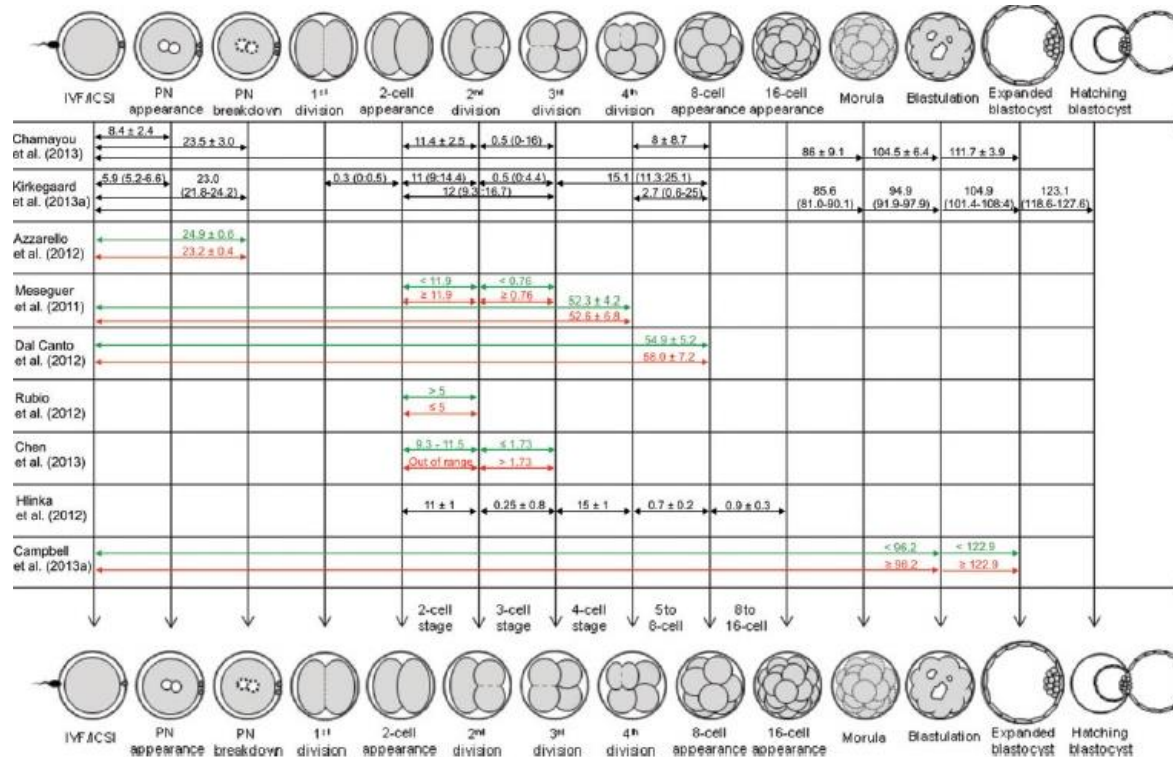 IVF/ICSI
PN appearance
PN breakdown
1st division
2-cell appearance
2nd division
3rd division
4th division
8-cell appearance
16-cell appearance
Morula
Blastulation
Expanded blastocyst
Hatching blastocyst
Chamayou et al. (2013)
8.4 ± 2.4
23.5 ± 3.0
11.4 ± 2.5
0.5 (0-16)
8 ± 8.7
86 ± 9.1
104.5 ± 6.4
111.7 ± 3.9
Kirkegaard et al. (2013a)
5.9 (5.2-6.6)
23.0 (21.8-24.2)
0.3 (0:0.5)
11 (9:14.4)
0.5 (0:4.4)
15.1 (11.3:25.1)
12 (9.3:16.7)
2.7 (0.6-25)
85.6 (81.0-90.1)
94.9 (91.9-97.9)
104.9 (101.4-108:4)
123.1 (118.6-127.6)
Azzarello et al. (2012)
24.9 ± 0.6
23.2 ± 0.4
Meseguer et al. (2011)
< 11.9
< 0.76
≥ 11.9
≥ 0.76
52.3 ± 4.2
52.6 ± 6.8
Dal Canto et al. (2012)
54.9 ± 5.2
58.0 ± 7.2
Rubio et al. (2012)
> 5
≤ 5
Chen et al. (2013)
9.3 - 11.5
≤ 1.73
Out of range
> 1.73
Hlinka et al. (2012)
11 ± 1
0.25 ± 0.8
15 ± 1
0.7 ± 0.2
0.9 ± 0.3
Campbell et al. (2013a)
< 96.2
< 122.9
≥ 96.2
≥ 122.9
2-cell stage
3-cell stage
4-cell stage
5 to 8-cell
8 to 16-cell
IVF/ICSI
PN appearance
PN breakdown
1st division
2-cell appearance
2nd division
3rd division
4th division
8-cell appearance
16-cell appearance
Morula
Blastulation
Expanded blastocyst
Hatching blastocyst